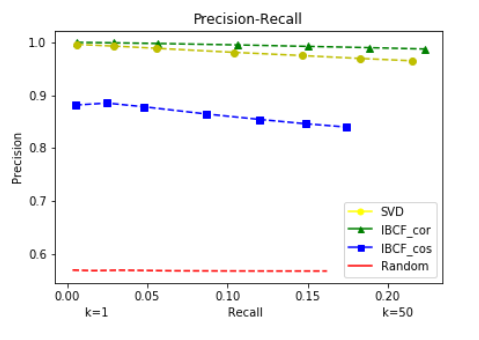 Precision-Recall
1.0
0.9
0.8
0.7
0.6
Precision
SVD
IBCF_cor
IBCF_cos
Random
0.00 0.05 0.10 0.15 0.20
k=1 Recall k=50